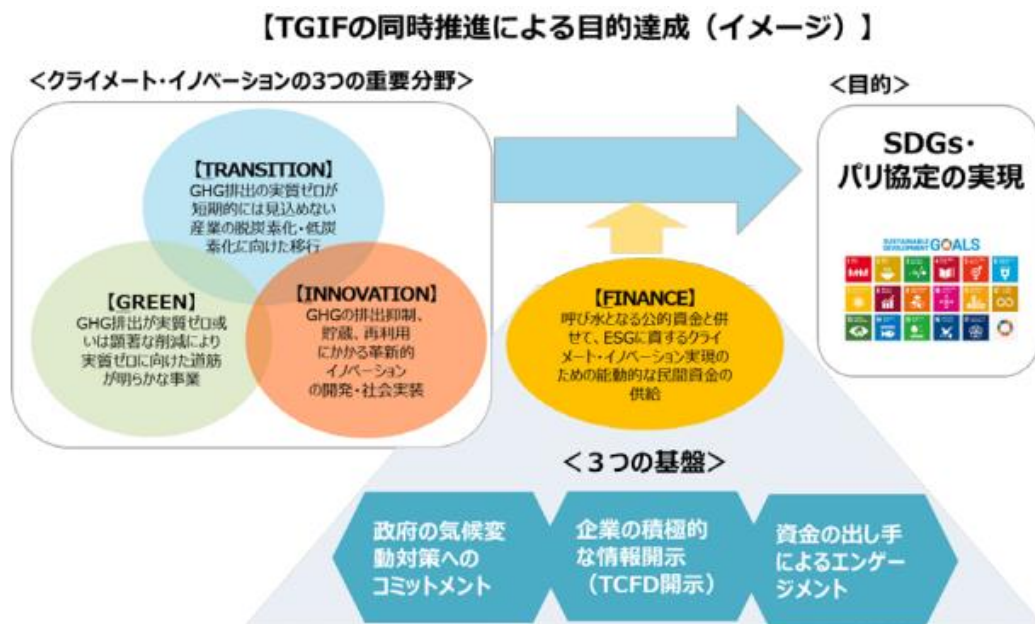 【TGIFの同時推進による目的達成（イメージ）】
＜クライメート・イノベーションの3つの重要分野＞
【TRANSITION】
GHG排出の実質ゼロが
短期的には見込めない
産業の脱炭素化・低炭
素化に向けた移行
【GREEN】
GHG排出が実質ゼロ或
いは顕著な削減により
実質ゼロに向けた道筋
が明らかな事業
【INNOVATION】
GHGの排出抑制、
貯蔵、再利用
にかかる革新的
イノベーション
の開発・社会実装
【FINANCE】
呼び水となる公的資金と併
せて、ESGに資するクライ
メート・イノベーション実現の
ための能動的な民間資金の
供給
＜目的＞
SDGs・
パリ協定の実現
SUSTAINABLE
DEVELOPMENT
GOALS
＜３つの基盤＞
政府の気候変
動対策への
コミットメント
企業の積極的
な情報開示
（TCFD開示）
資金の出し手
によるエンゲー
ジメント